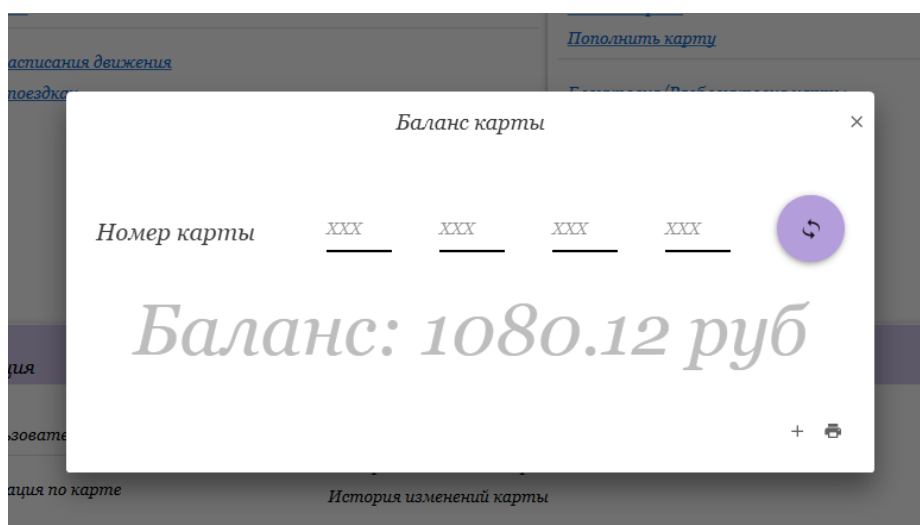 Пополнить карту
асписания движения
поездка
Баланс карты
Номер карты XXX XXX XXX XXX
Баланс: 1080.12 руб
ция
ьзовате
ация по карте
История изменений карты